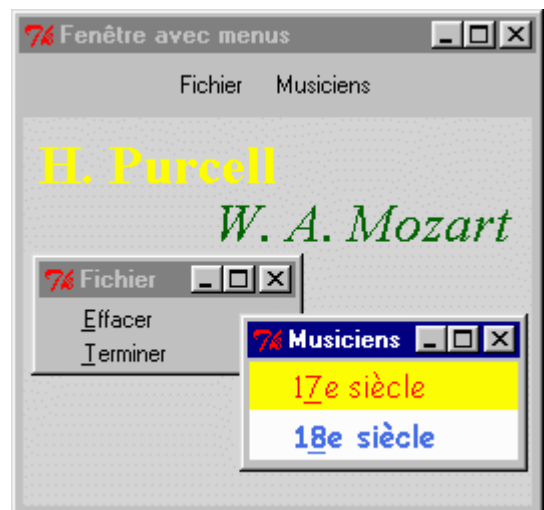 Fenêtre avec menus
Fichier Musiciens
H. Purcell
W. A. Mozart
Fichier
Effacer
Terminer
Musiciens
17e siècle
18e siècle